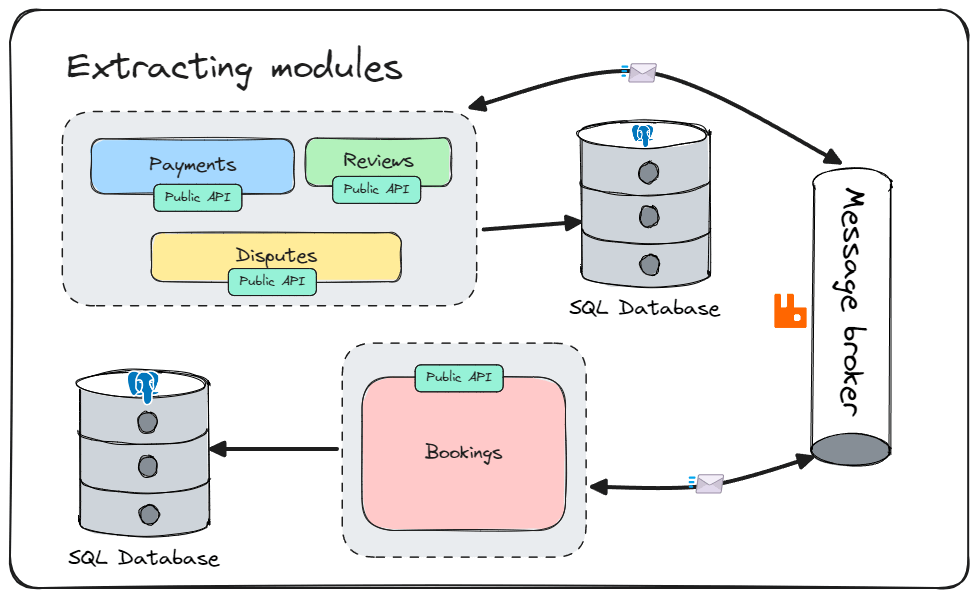 Extracting modules
Payments
Public API
Reviews
Public API
Disputes
Public API
SQL Database
Message broker
Public API
Bookings
SQL Database